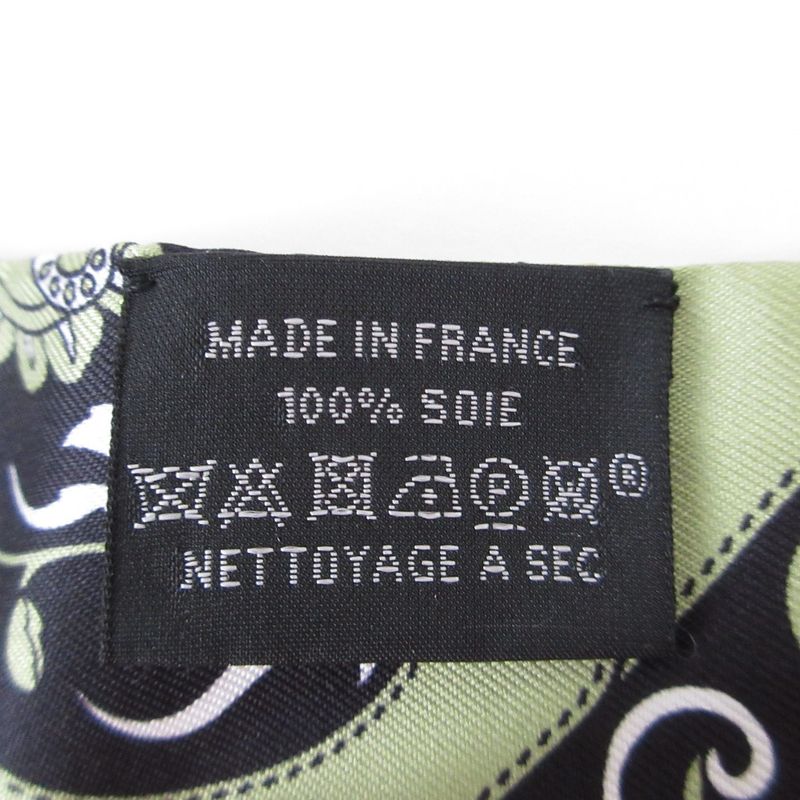 MADE IN FRANCE
100% SOIE
P W ®
NETTOYAGE A SEC